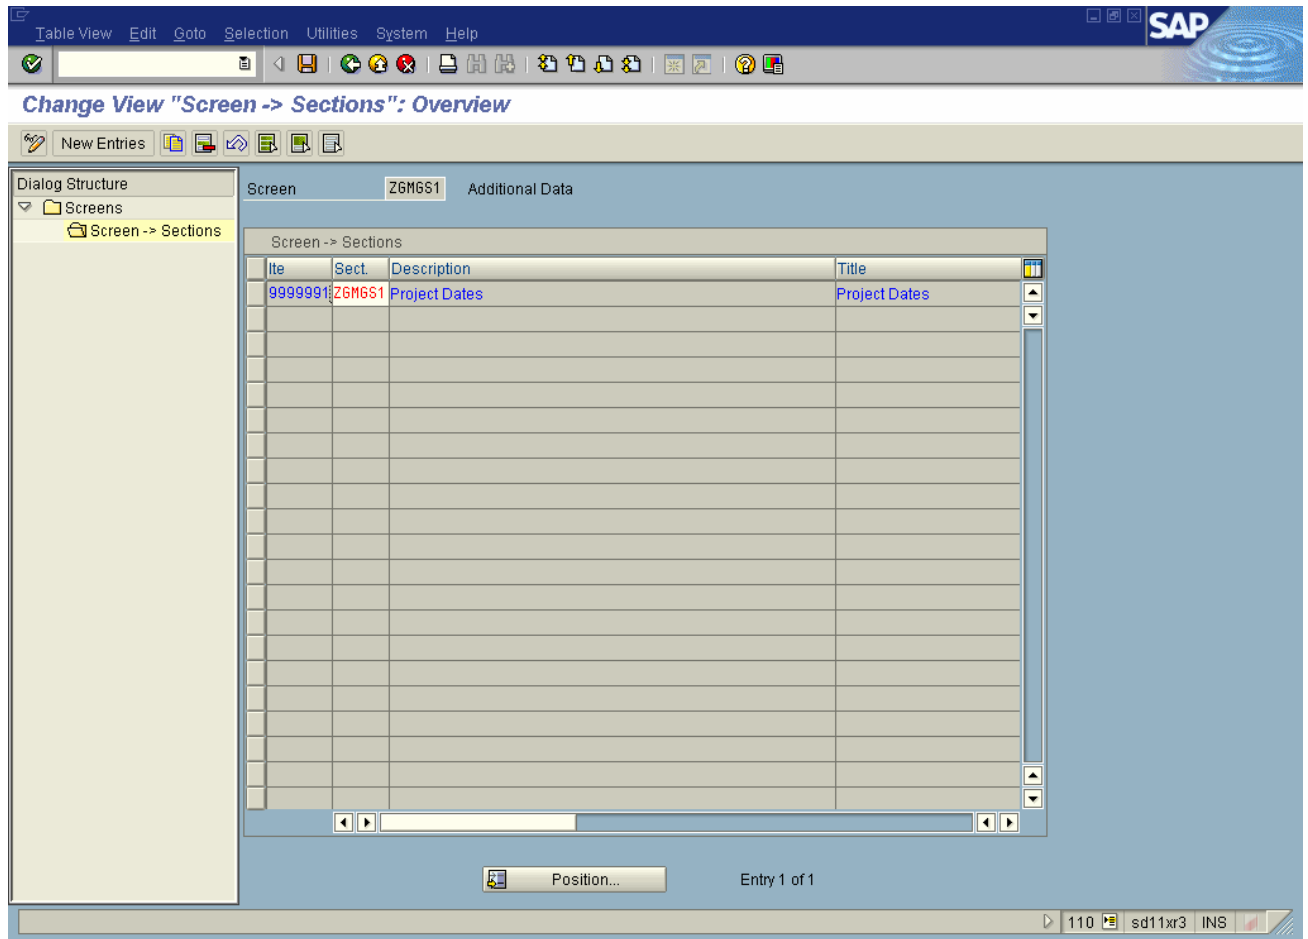 Table View Edit Goto Selection Utilities System Help
SAP
Change View "Screen -> Sections": Overview
New Entries
Dialog Structure
Screens
Screen -> Sections
Screen ZGMGS1 Additional Data
Screen -> Sections
Ite Sect. Description Title
9999991 ZGMGS1 Project Dates Project Dates
Position... Entry 1 of 1
110 sd11xr3 INS